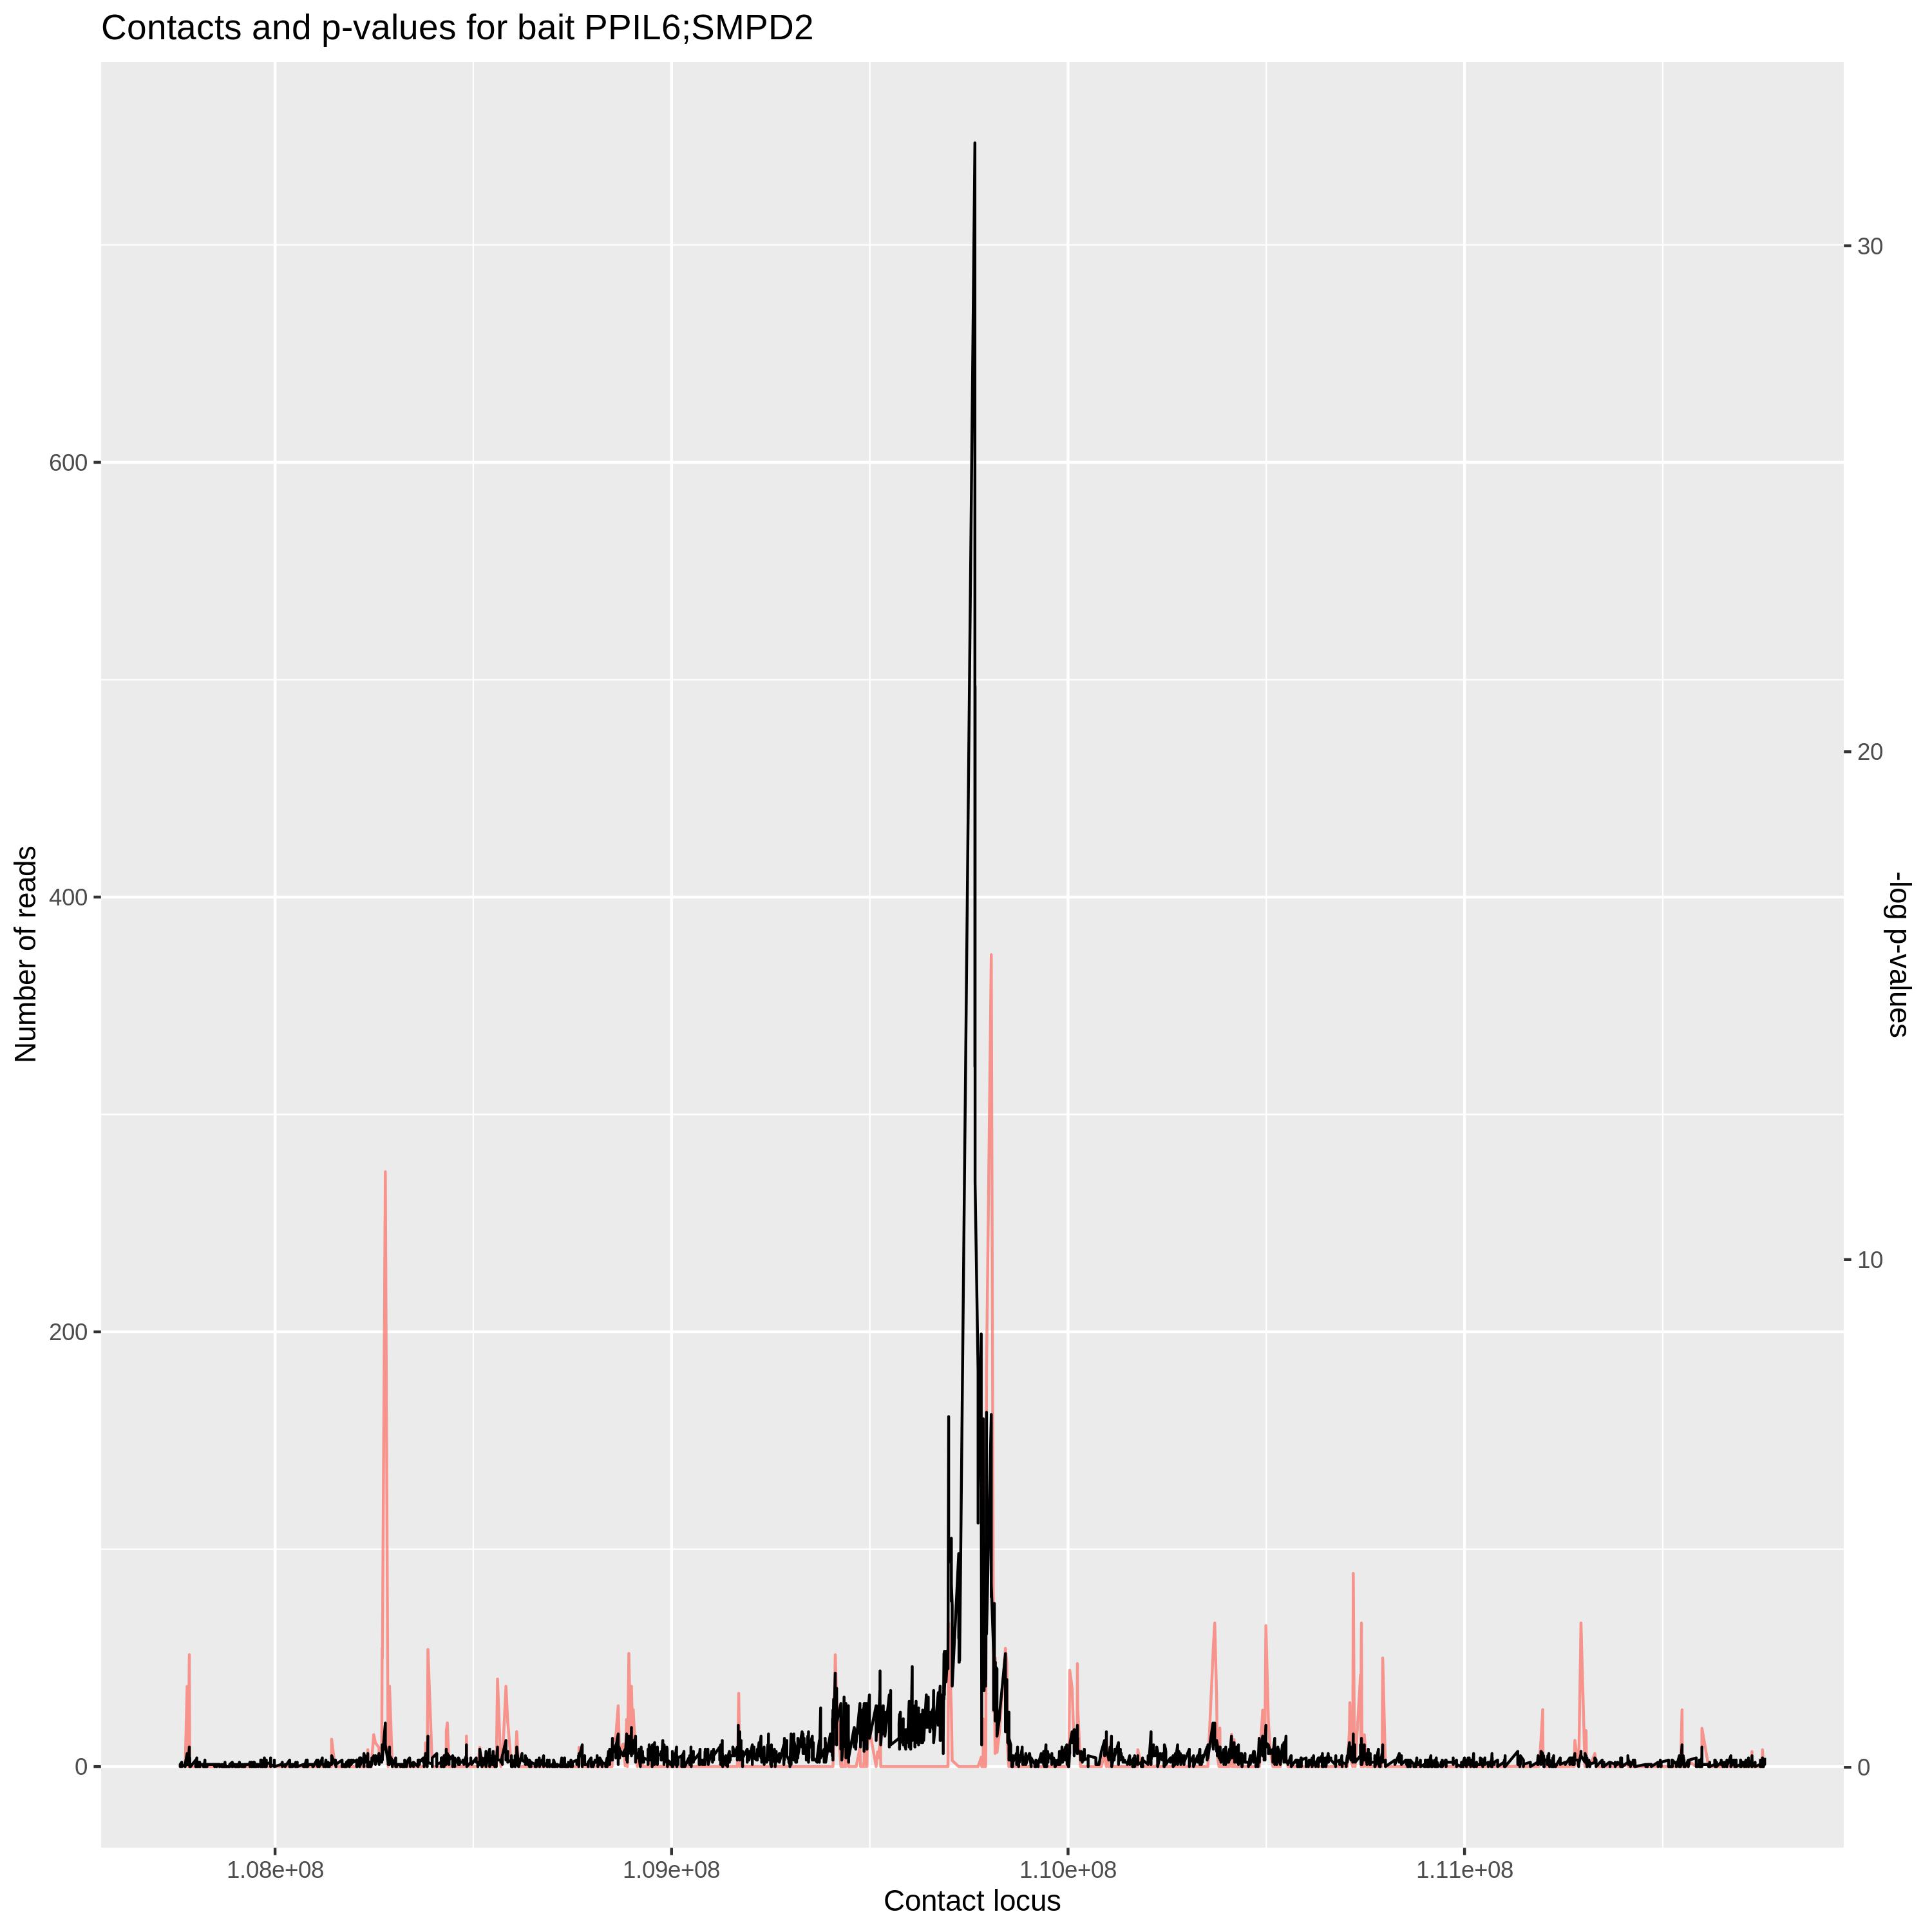 Contacts and p-values for bait PPIL6;SMPD2
Number of reads
600
400
200
0
30
20
10
0
-log p-values
1.08e+08
1.09e+08
1.10e+08
1.11e+08
Contact locus